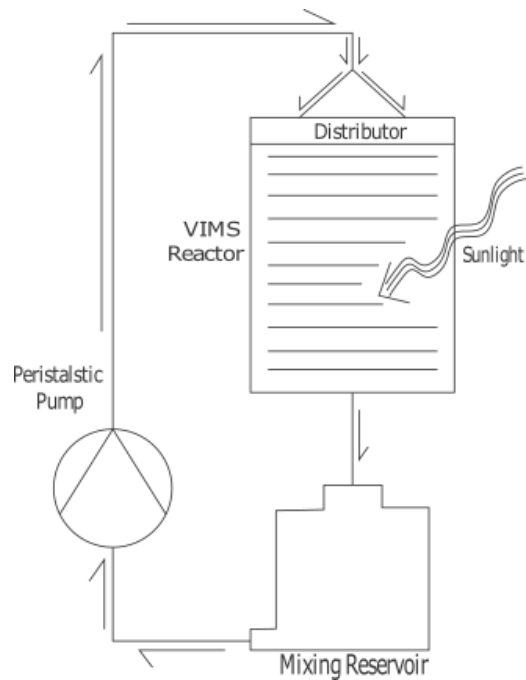 Distributor
VIMS
Reactor
Sunlight
Peristalstic
Pump
Mixing Reservoir